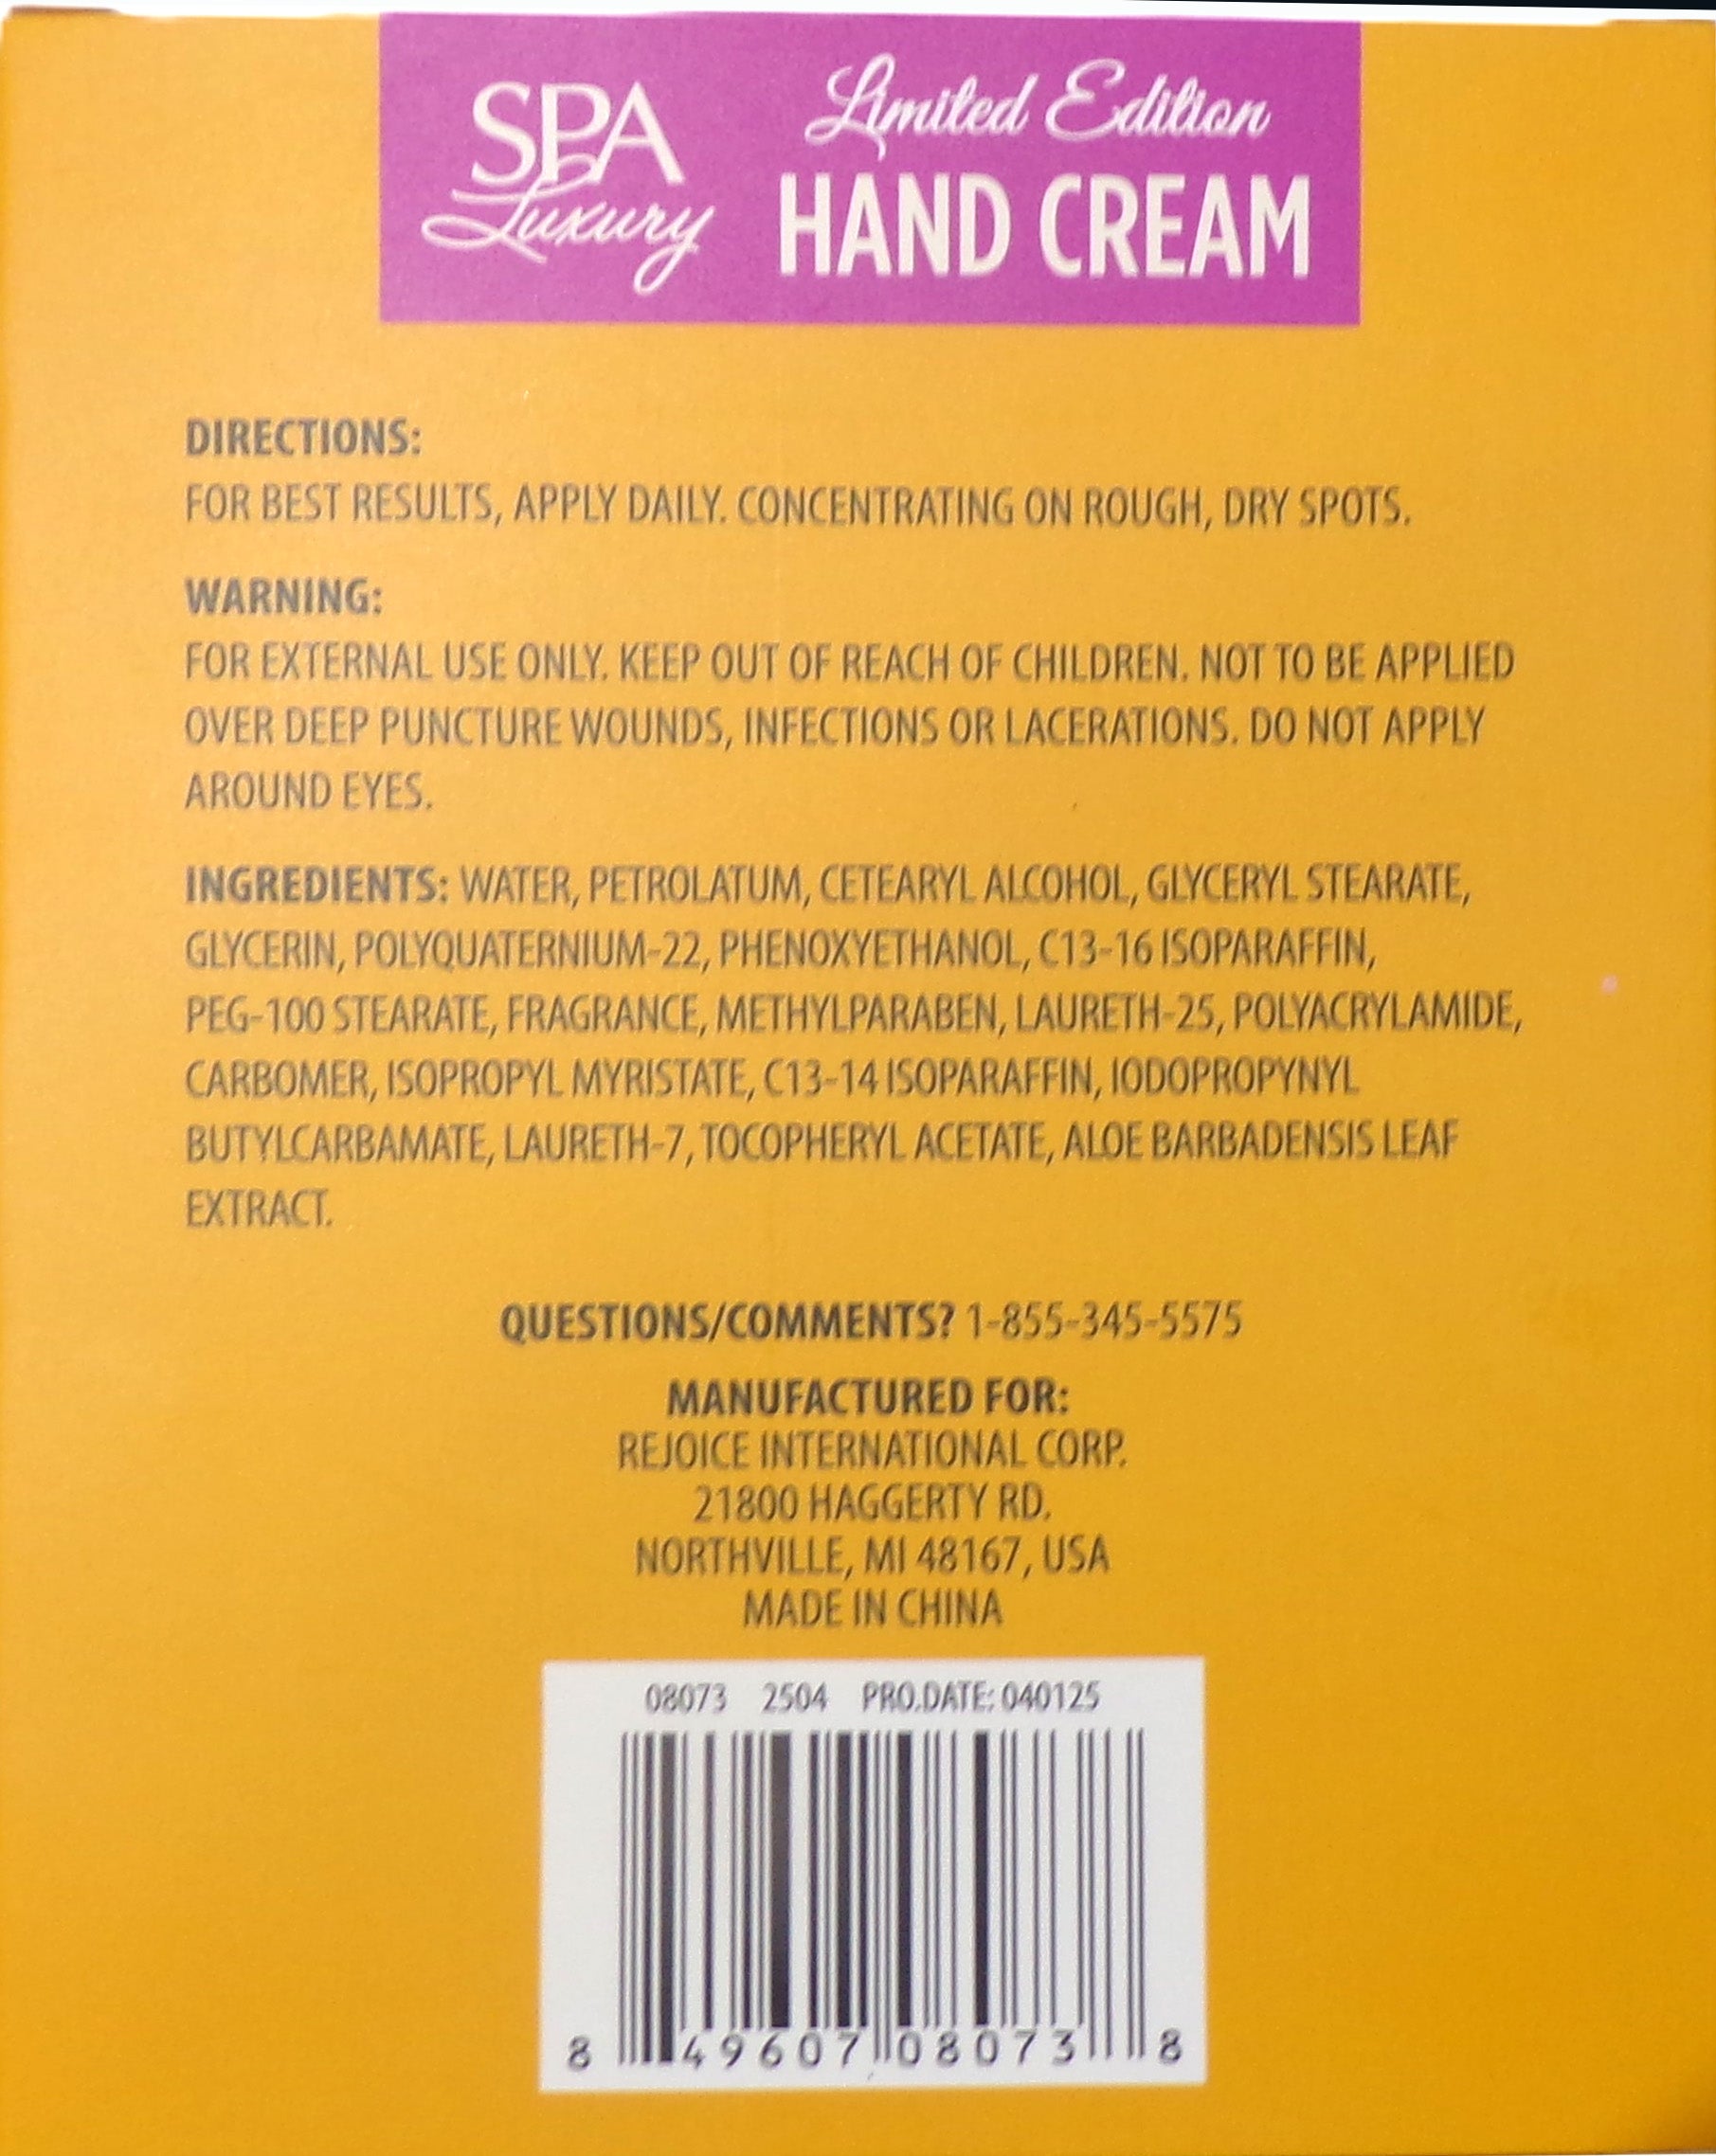 SPA
Luxury
Limited Edition
HAND CREAM
DIRECTIONS:
FOR BEST RESULTS, APPLY DAILY. CONCENTRATING ON ROUGH, DRY SPOTS.
WARNING:
FOR EXTERNAL USE ONLY. KEEP OUT OF REACH OF CHILDREN. NOT TO BE APPLIED
OVER DEEP PUNCTURE WOUNDS, INFECTIONS OR LACERATIONS. DO NOT APPLY
AROUND EYES.
INGREDIENTS: WATER, PETROLATUM, CETEARYL ALCOHOL, GLYCERYL STEARATE,
GLYCERIN, POLYQUATERNIUM-22, PHENOXYETHANOL, C13-16 ISOPARAFFIN,
PEG-100 STEARATE, FRAGRANCE, METHYLPARABEN, LAURETH-25, POLYACRYLAMIDE,
CARBOMER, ISOPROPYL MYRISTATE, C13-14 ISOPARAFFIN, IODOPROPYNYL
BUTYLCARBAMATE, LAURETH-7, TOCOPHERYL ACETATE, ALOE BARBADENSIS LEAF
EXTRACT.
QUESTIONS/COMMENTS? 1-855-345-5575
MANUFACTURED FOR:
REJOICE INTERNATIONAL CORP.
21800 HAGGERTY RD.
NORTHVILLE, MI 48167, USA
MADE IN CHINA
08073 2504 PRO.DATE: 040125
8 49607 08073 8